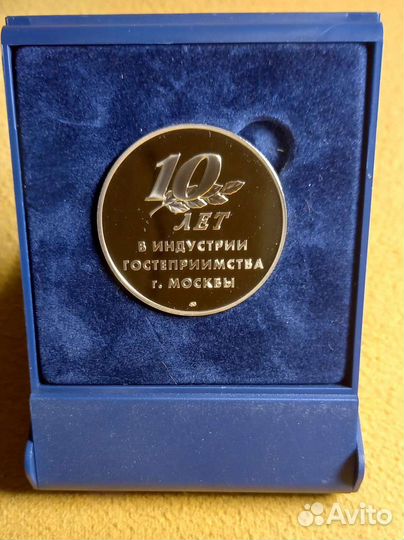 10
ЛЕТ
В ИНДУСТРИИ
ГОСТЕПРИИМСТВА
г. МОСКВЫ
Avito